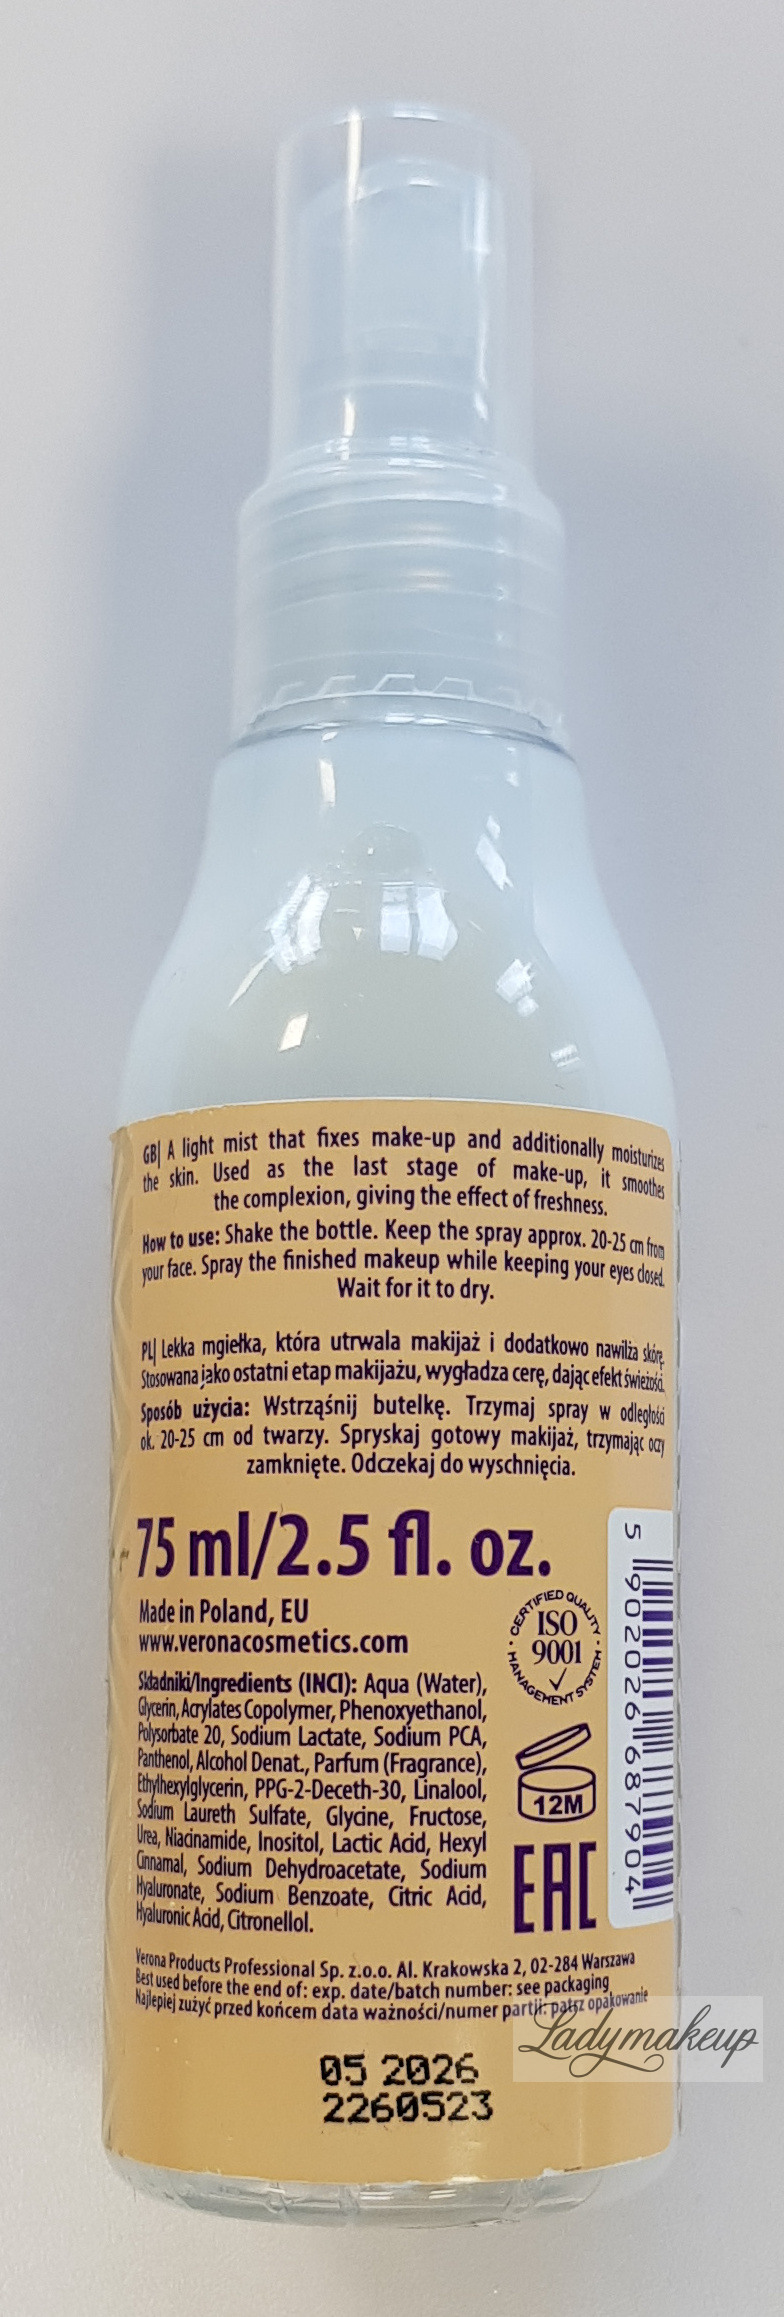 GB| A light mist that fixes make-up and additionally moisturizes
the skin. Used as the last stage of make-up, it smoothes
the complexion, giving the effect of freshness.
How to use: Shake the bottle. Keep the spray approx. 20-25 cm from
your face. Spray the finished makeup while keeping your eyes closed.
Wait for it to dry.
PL| Lekka mgiełka, która utrwala makijaż i dodatkowo nawilża skórę.
Stosowana jako ostatni etap makijażu, wygładza cerę, dając efekt świeżości.
Sposób użycia: Wstrząśnij butelkę. Trzymaj spray w odległości
ok. 20-25 cm od twarzy. Spryskaj gotowy makijaż, trzymając oczy
zamknięte. Odczekaj do wyschnięcia.
75 ml/2.5 fl. oz.
Made in Poland, EU
www.veronacosmetics.com
Składniki/Ingredients (INCI): Aqua (Water),
Glycerin, Acrylates Copolymer, Phenoxyethanol,
Polysorbate 20, Sodium Lactate, Sodium PCA,
Panthenol, Alcohol Denat., Parfum (Fragrance),
Ethylhexylglycerin, PPG-2-Deceth-30, Linalool,
Sodium Laureth Sulfate, Glycine, Fructose,
Urea, Niacinamide, Inositol, Lactic Acid, Hexyl
Cinnamal, Sodium Dehydroacetate, Sodium
Hyaluronate, Sodium Benzoate, Citric Acid,
Hyaluronic Acid, Citronellol.
CERTIFIED QUALITY
ISO
9001
MANAGEMENT SYSTEM
12M
EAC
5 902026 687904
Verona Products Professional Sp. z.o.o. Al. Krakowska 2, 02-284 Warszawa
Best used before the end of: exp. date/batch number: see packaging
Najlepiej zużyć przed końcem data ważności/numer partii: patrz opakowanie
Ladymakeup
05 2026
2260523